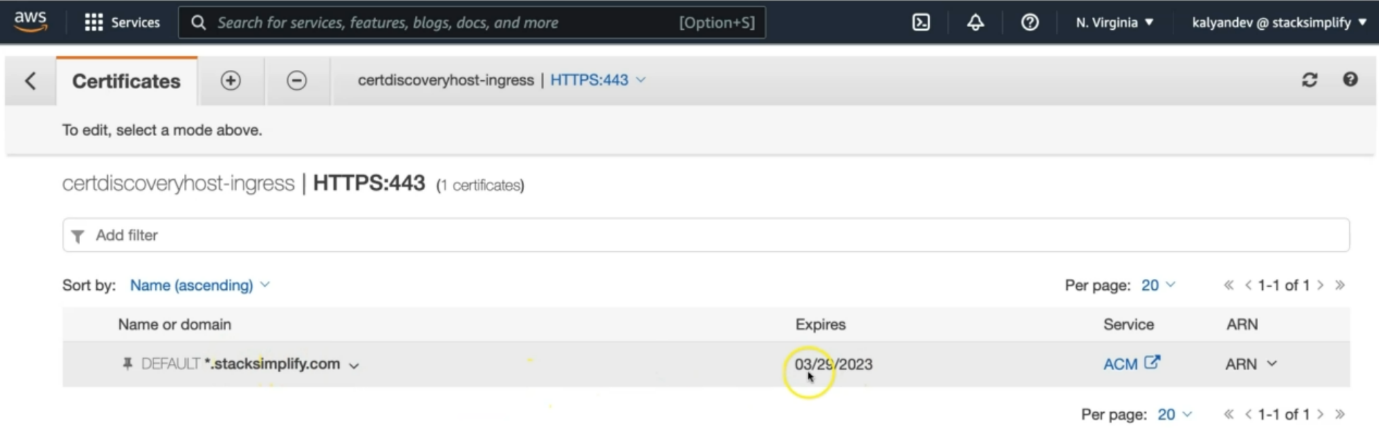 aws Services Search for services, features, blogs, docs, and more [Option+S] N. Virginia ▼ kalyandev @ stacksimplify ▼
Certificates certdiscoveryhost-ingress | HTTPS:443
To edit, select a mode above.
certdiscoveryhost-ingress | HTTPS:443 (1 certificates)
Add filter
Sort by: Name (ascending) Per page: 20 « < 1-1 of 1 > »
Name or domain Expires Service ARN
DEFAULT *.stacksimplify.com 03/29/2023 ACM ARN
Per page: 20 « < 1-1 of 1 > »